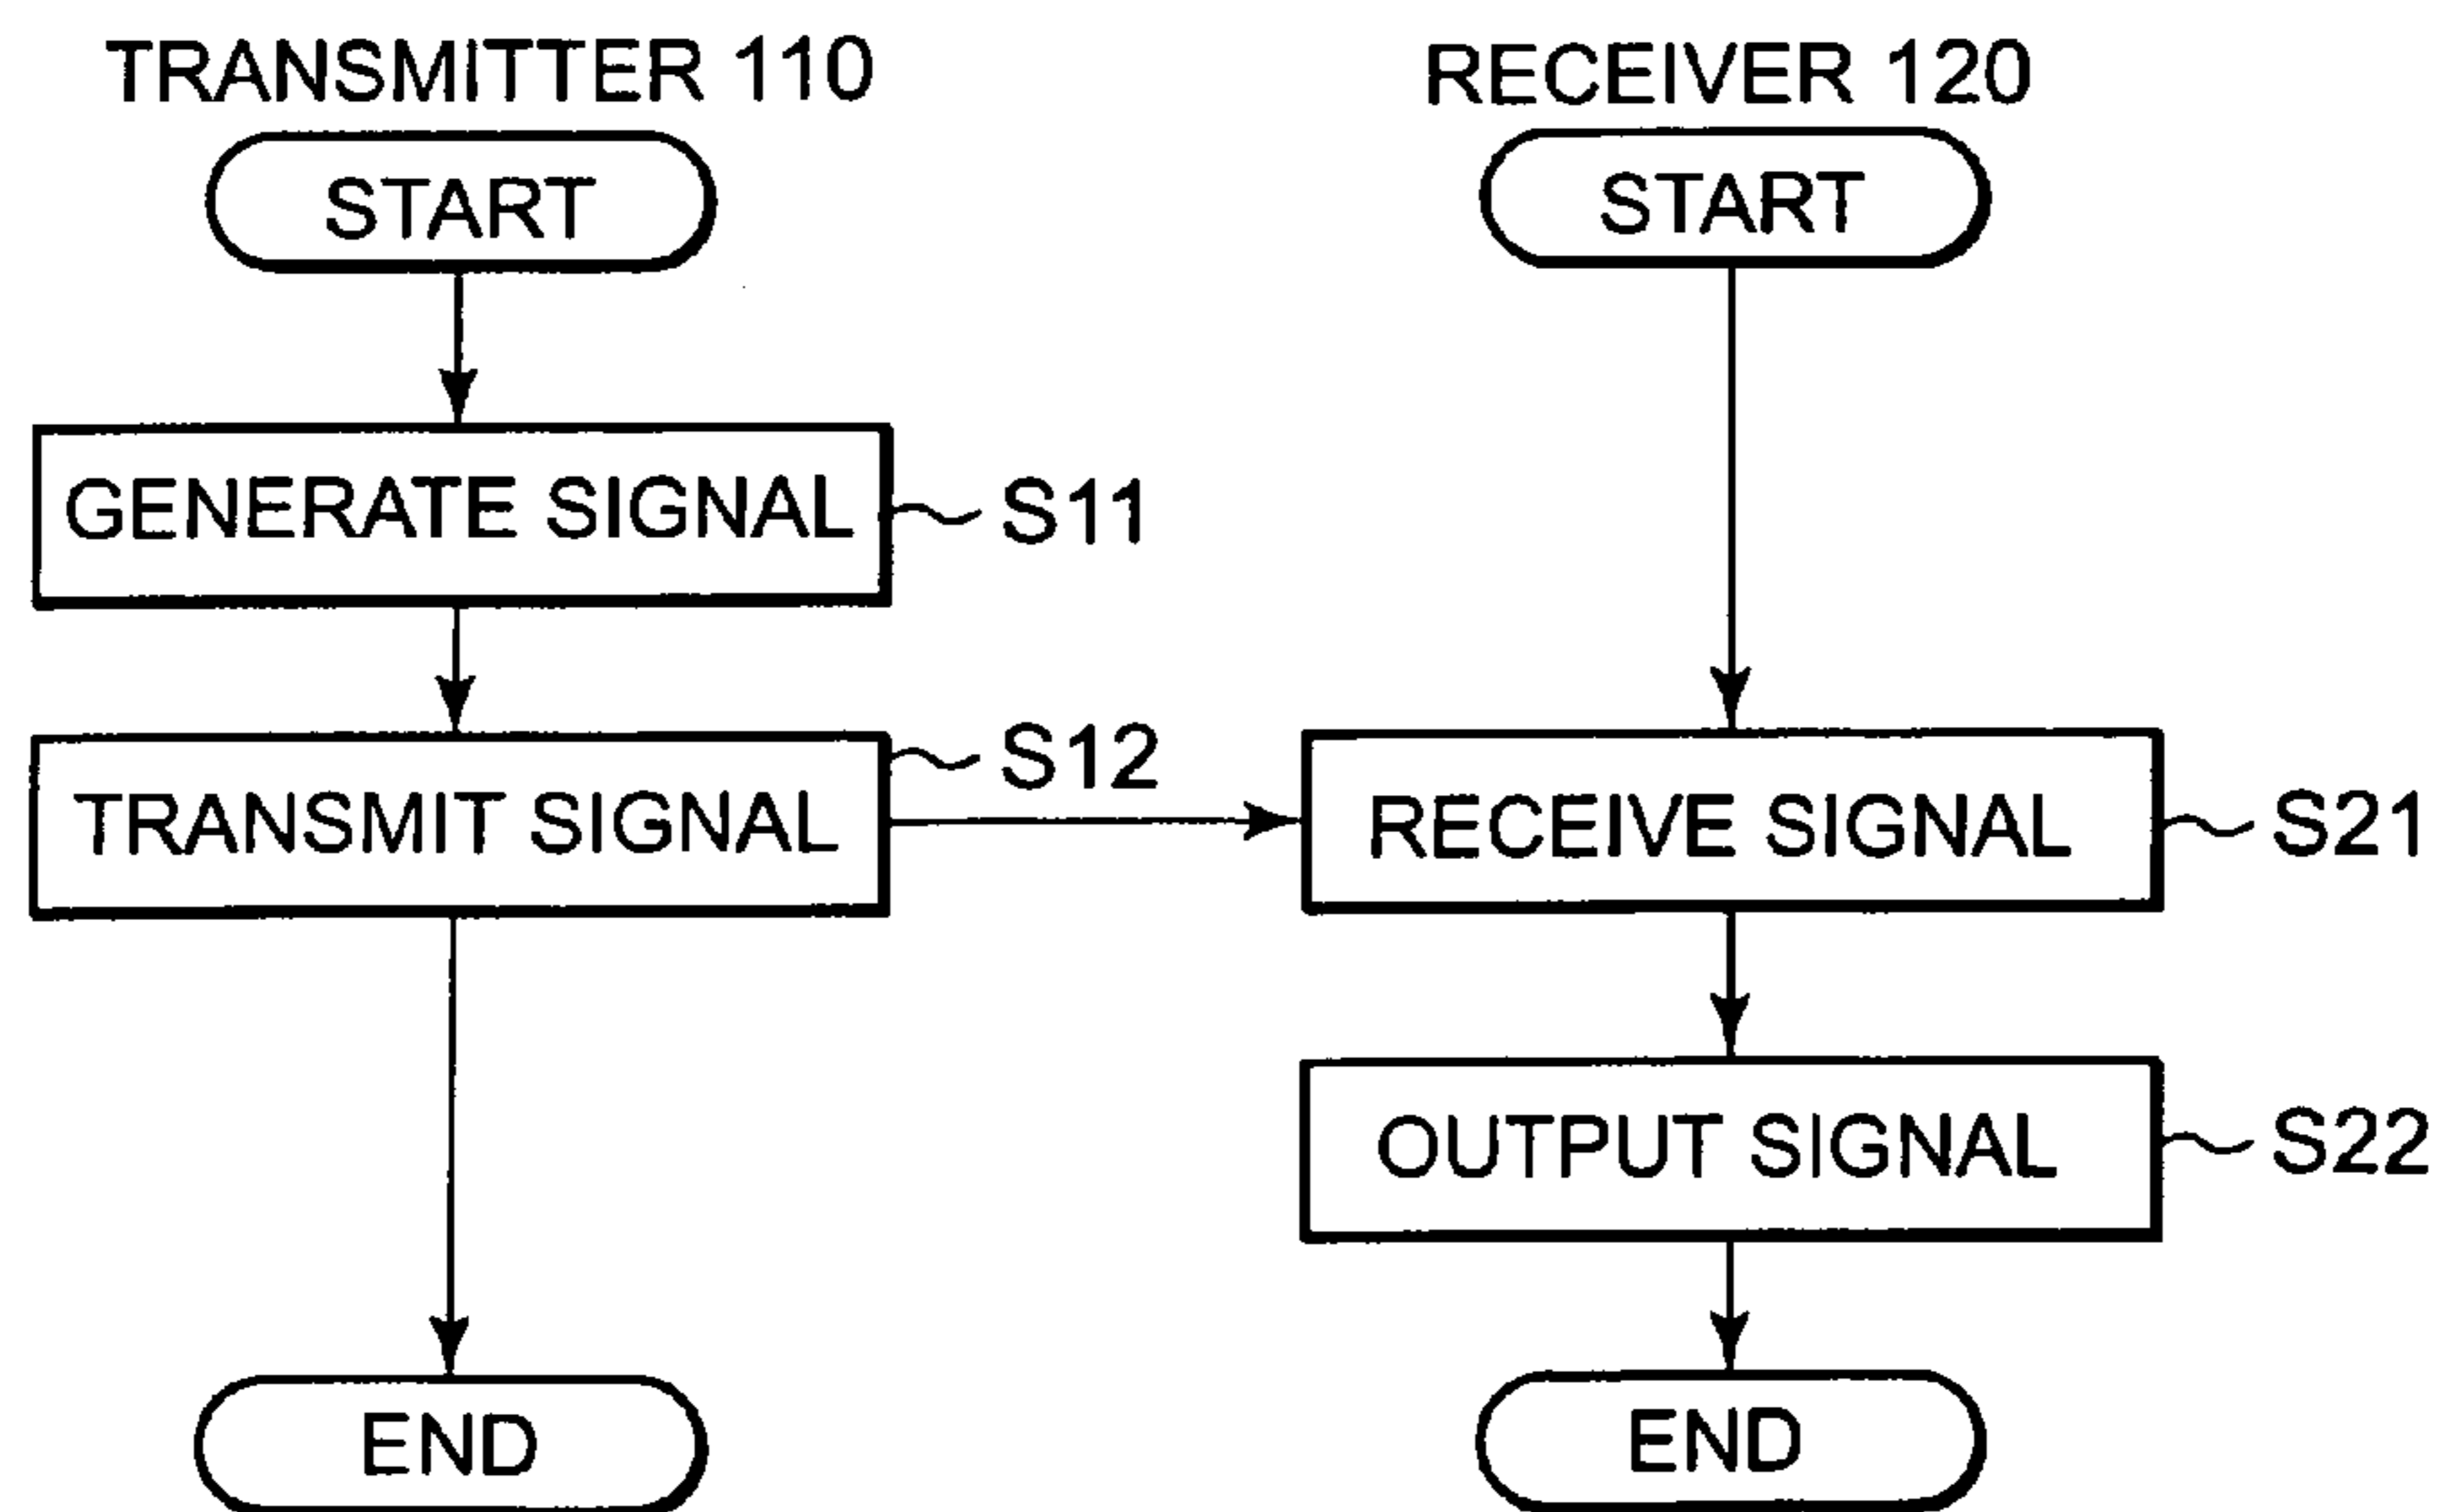 TRANSMITTER 110
START
GENERATE SIGNAL
S11
TRANSMIT SIGNAL
S12
END
RECEIVER 120
START
RECEIVE SIGNAL
S21
OUTPUT SIGNAL
S22
END